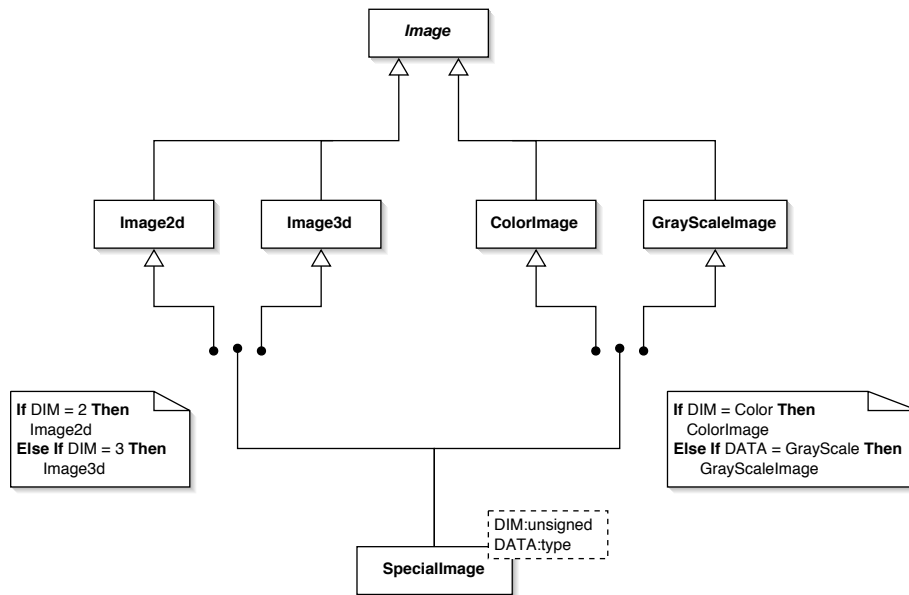 Image
Image2d
Image3d
ColorImage
GrayScaleImage
If DIM = 2 Then
Image2d
Else If DIM = 3 Then
Image3d
If DIM = Color Then
ColorImage
Else If DATA = GrayScale Then
GrayScaleImage
DIM:unsigned
DATA:type
SpecialImage